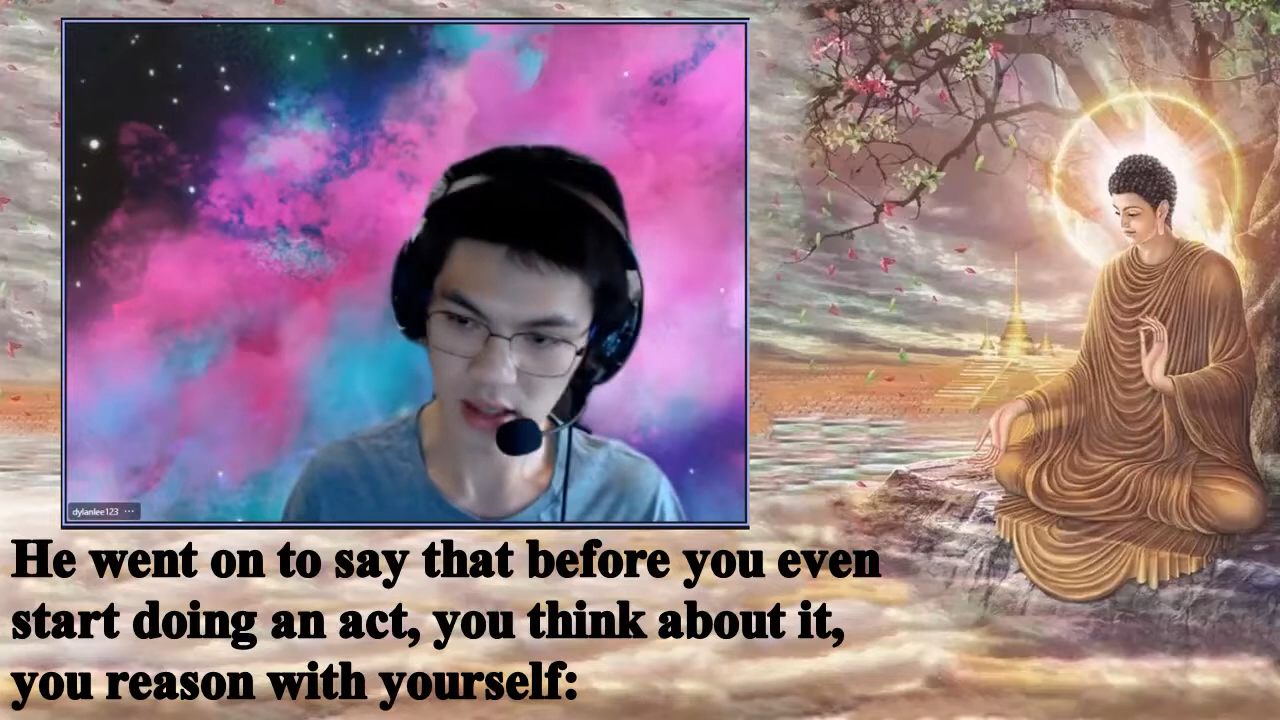 dylanlee123 ...
He went on to say that before you even
start doing an act, you think about it,
you reason with yourself: